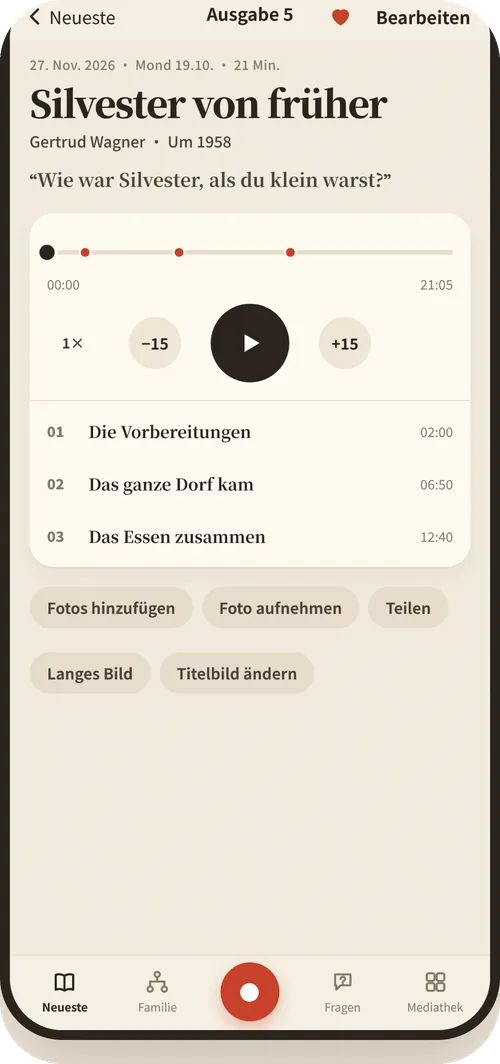 Neueste Ausgabe 5 Bearbeiten
27. Nov. 2026 • Mond 19.10. • 21 Min.
Silvester von früher
Gertrud Wagner • Um 1958
“Wie war Silvester, als du klein warst?”
00:00 21:05
1× −15 +15
01 Die Vorbereitungen 02:00
02 Das ganze Dorf kam 06:50
03 Das Essen zusammen 12:40
Fotos hinzufügen Foto aufnehmen Teilen
Langes Bild Titelbild ändern
Neueste Familie Fragen Mediathek